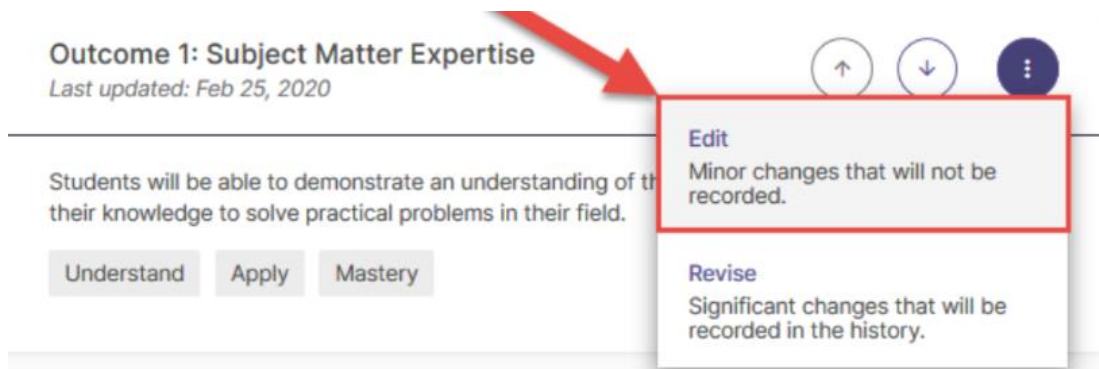 Outcome 1: Subject Matter Expertise
Last updated: Feb 25, 2020
Edit
Minor changes that will not be
recorded.
Students will be able to demonstrate an understanding of
their knowledge to solve practical problems in their field.
Understand Apply Mastery
Revise
Significant changes that will be
recorded in the history.